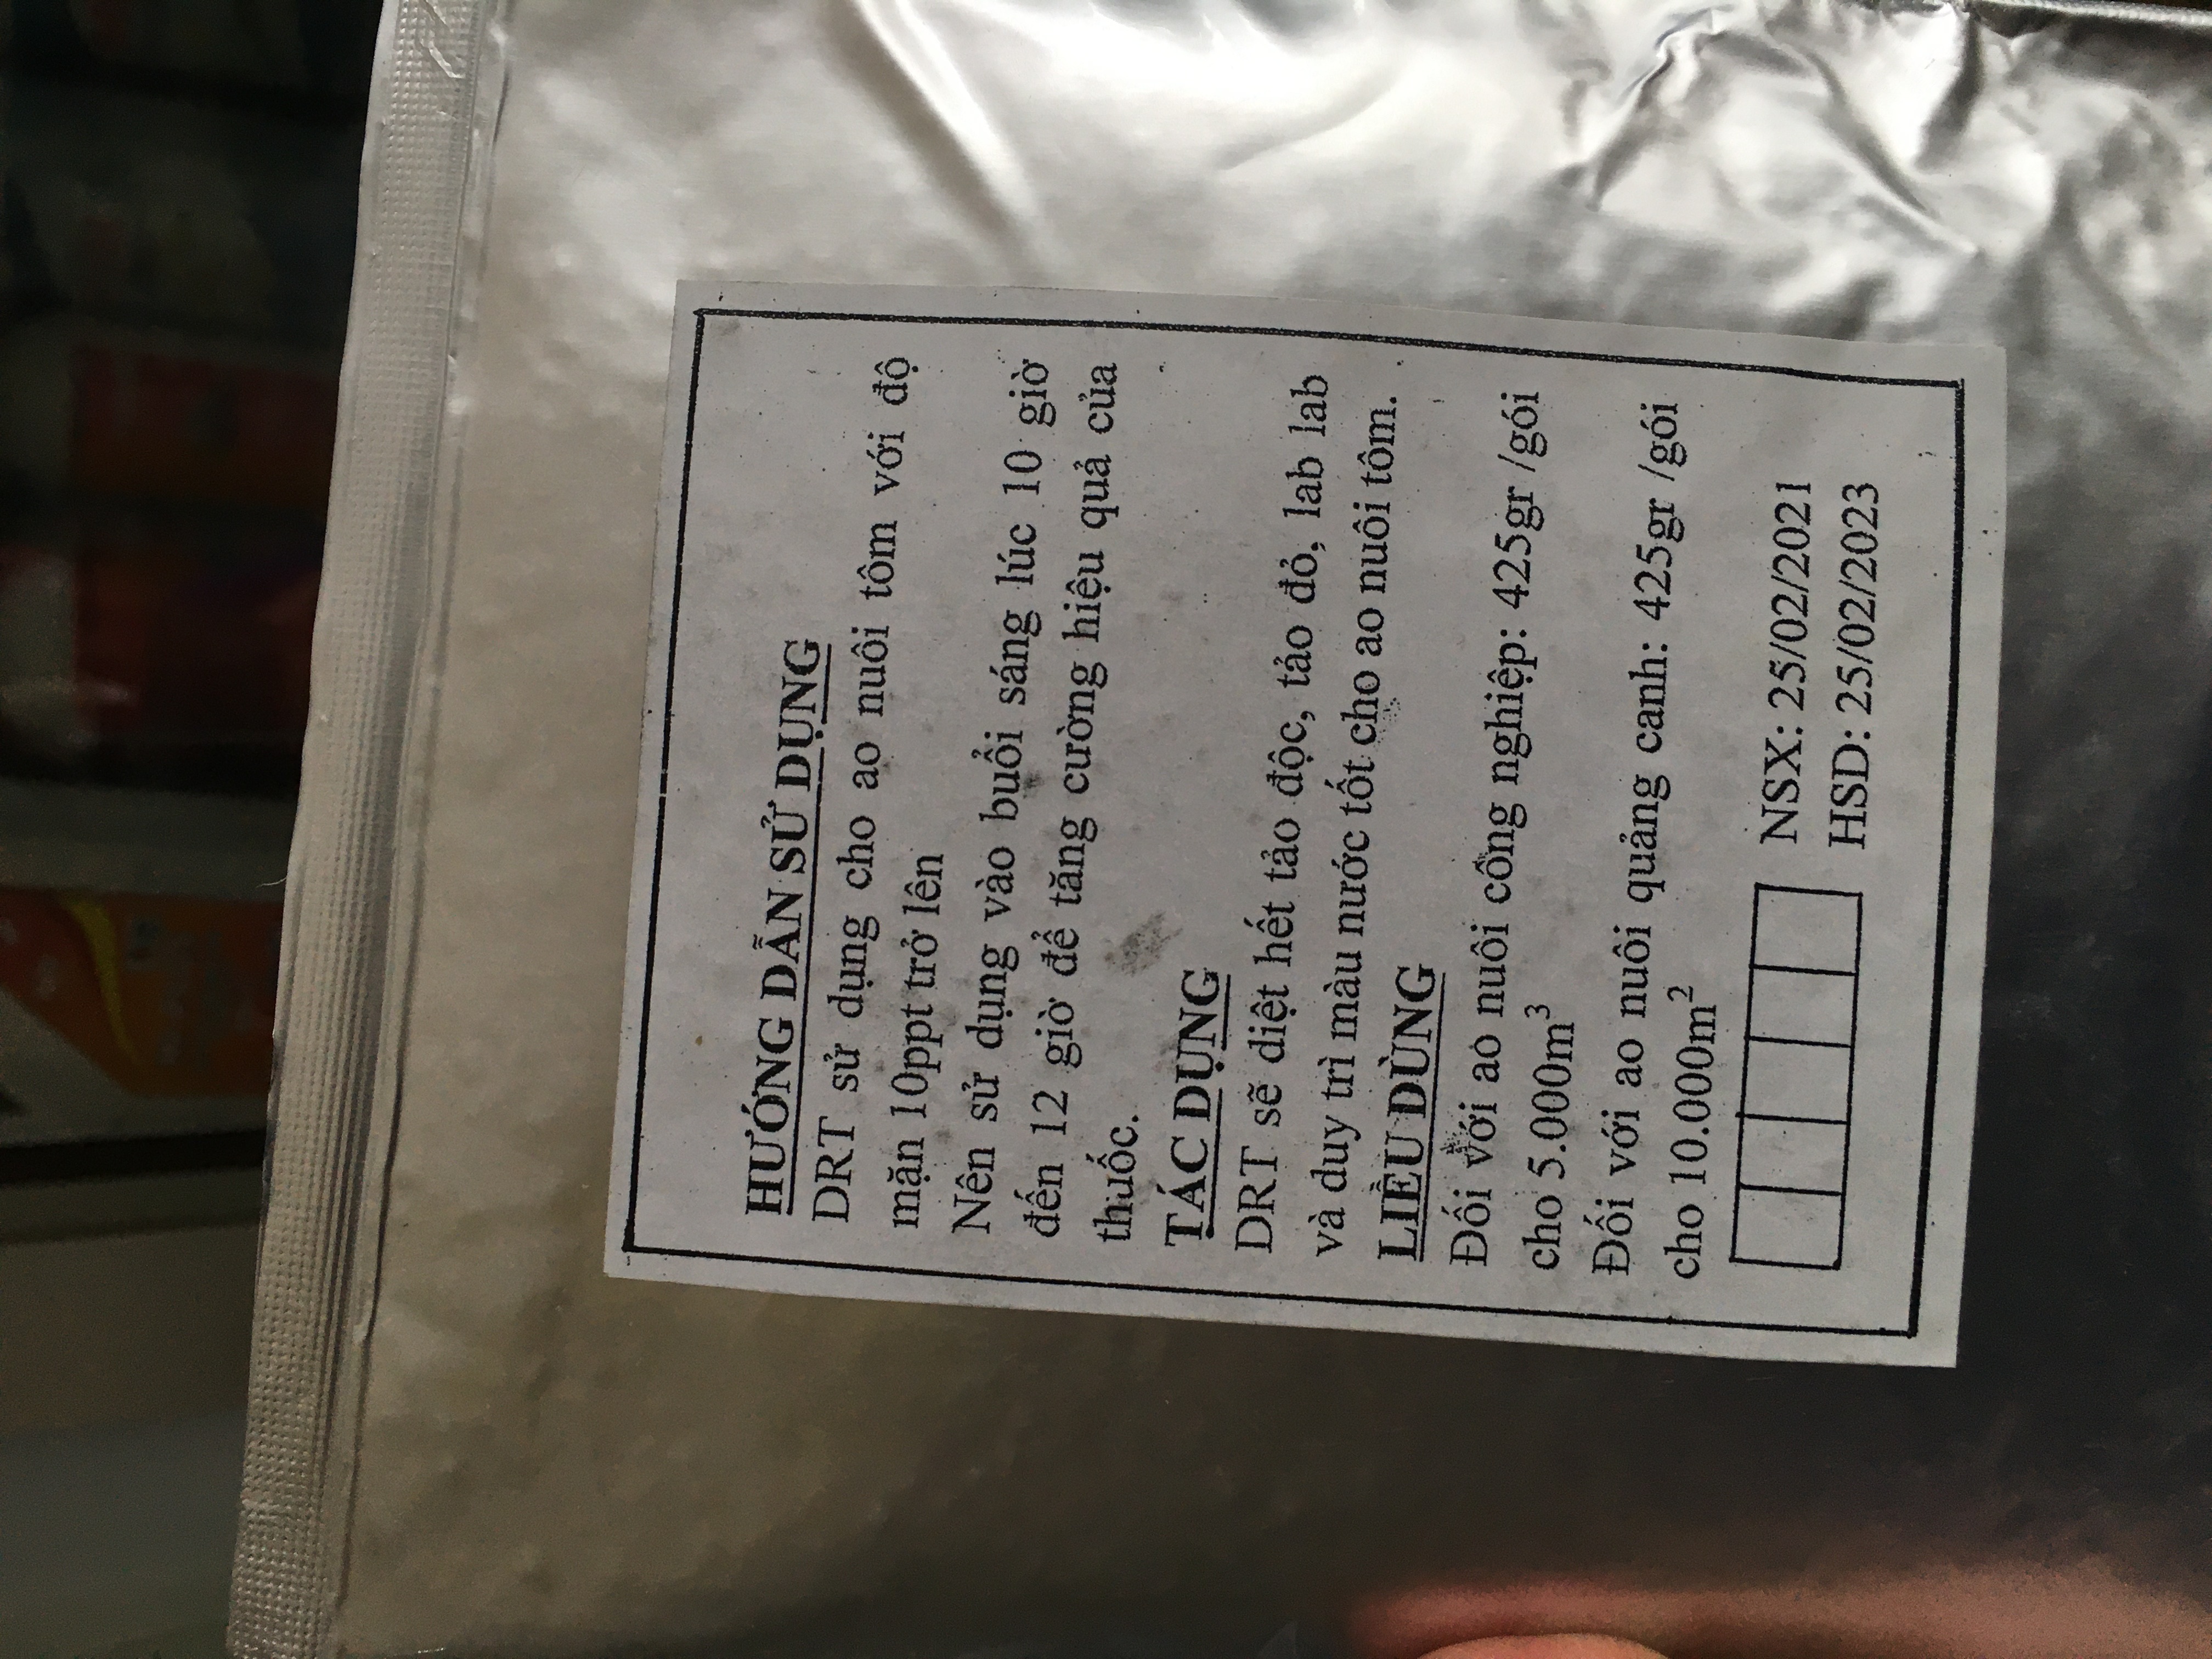 HƯỚNG DẪN SỬ DỤNG
DRT sử dụng cho ao nuôi tôm với độ
mặn 10ppt trở lên
Nên sử dụng vào buổi sáng lúc 10 giờ
đến 12 giờ để tăng cường hiệu quả của
thuốc.
TÁC DỤNG
DRT sẽ diệt hết tảo độc, tảo đỏ, lab lab
và duy trì màu nước tốt cho ao nuôi tôm.
LIỀU DÙNG
Đối với ao nuôi công nghiệp: 425gr /gói
cho 5.000m³
Đối với ao nuôi quảng canh: 425gr /gói
cho 10.000m²
NSX: 25/02/2021
HSD: 25/02/2023